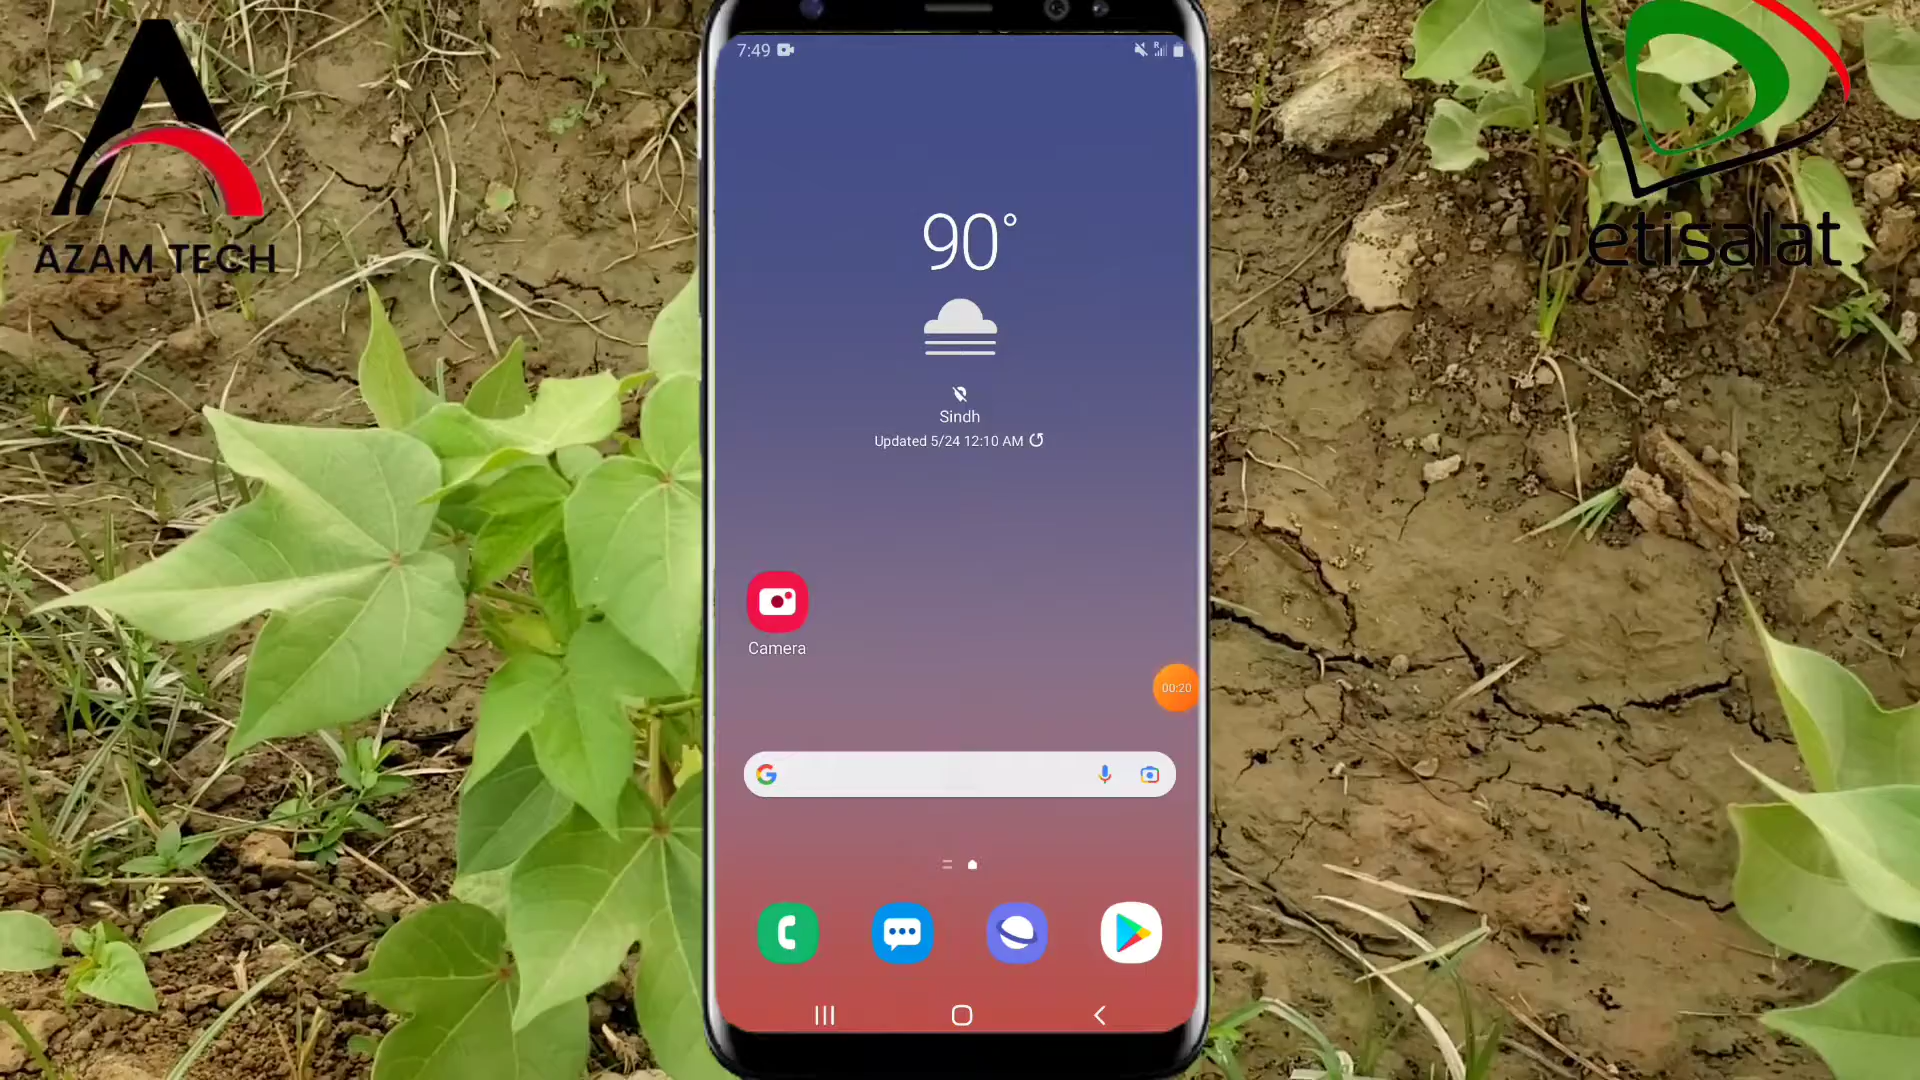 AZAM TECH
etisalat
7:49
90°
Sindh
Updated 5/24 12:10 AM
Camera
00:20